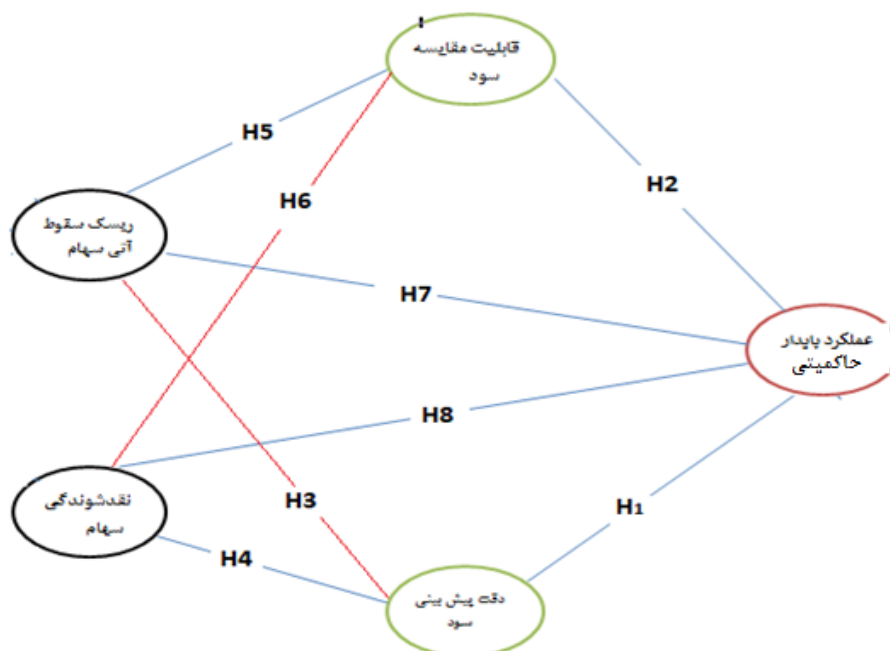 قابلیت مقایسه
سود
H5
H2
H6
ریسک سقوط
آتی سهام
H7
عملکرد پایدار
حاکمیتی
H8
نقدشوندگی
سهام
H3
H1
H4
دقت پیش بینی
سود